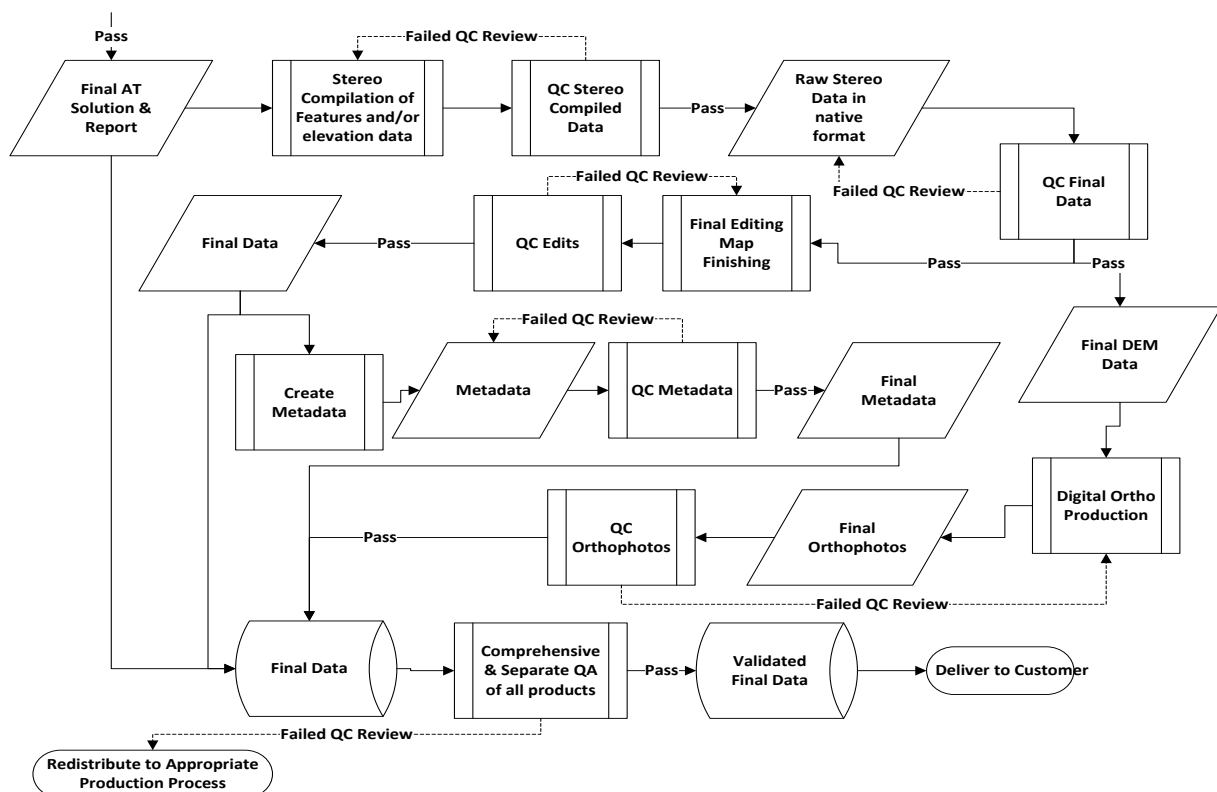 Pass
Failed QC Review
Final AT
Solution &
Report
Stereo
Compilation of
Features and/or
elevation data
QC Stereo
Compiled
Data
Pass
Raw Stereo
Data in
native
format
Failed QC Review
QC Final
Data
Failed QC Review
Final Data
Pass
QC Edits
Final Editing
Map
Finishing
Pass
Pass
Failed QC Review
Create
Metadata
Metadata
QC Metadata
Pass
Final
Metadata
Final DEM
Data
Pass
QC
Orthophotos
Final
Orthophotos
Digital Ortho
Production
Failed QC Review
Final Data
Comprehensive
& Separate QA
of all products
Pass
Validated
Final Data
Deliver to Customer
Failed QC Review
Redistribute to Appropriate
Production Process